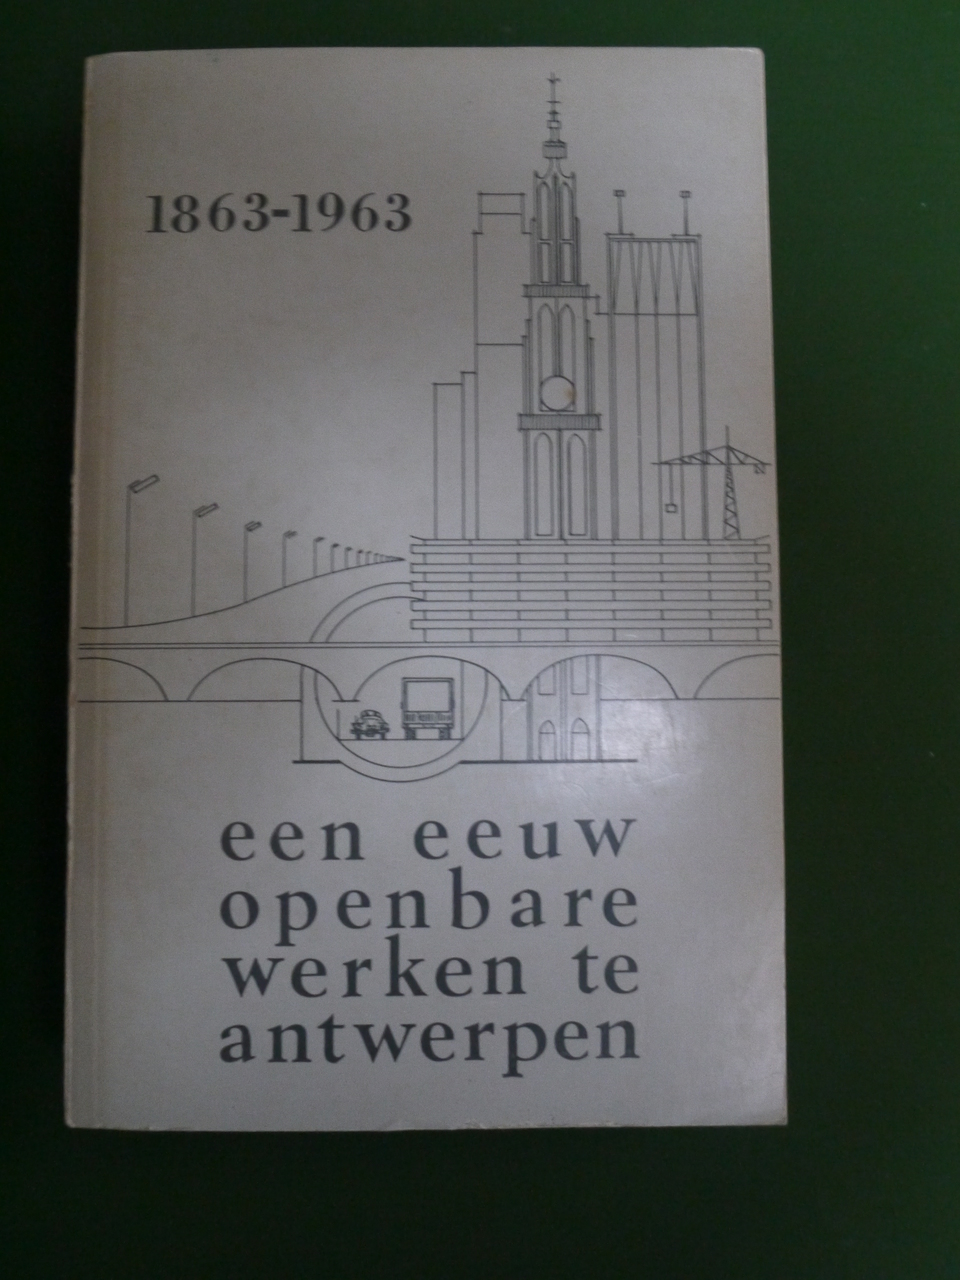 1863-1963
een eeuw
openbare
werken te
antwerpen